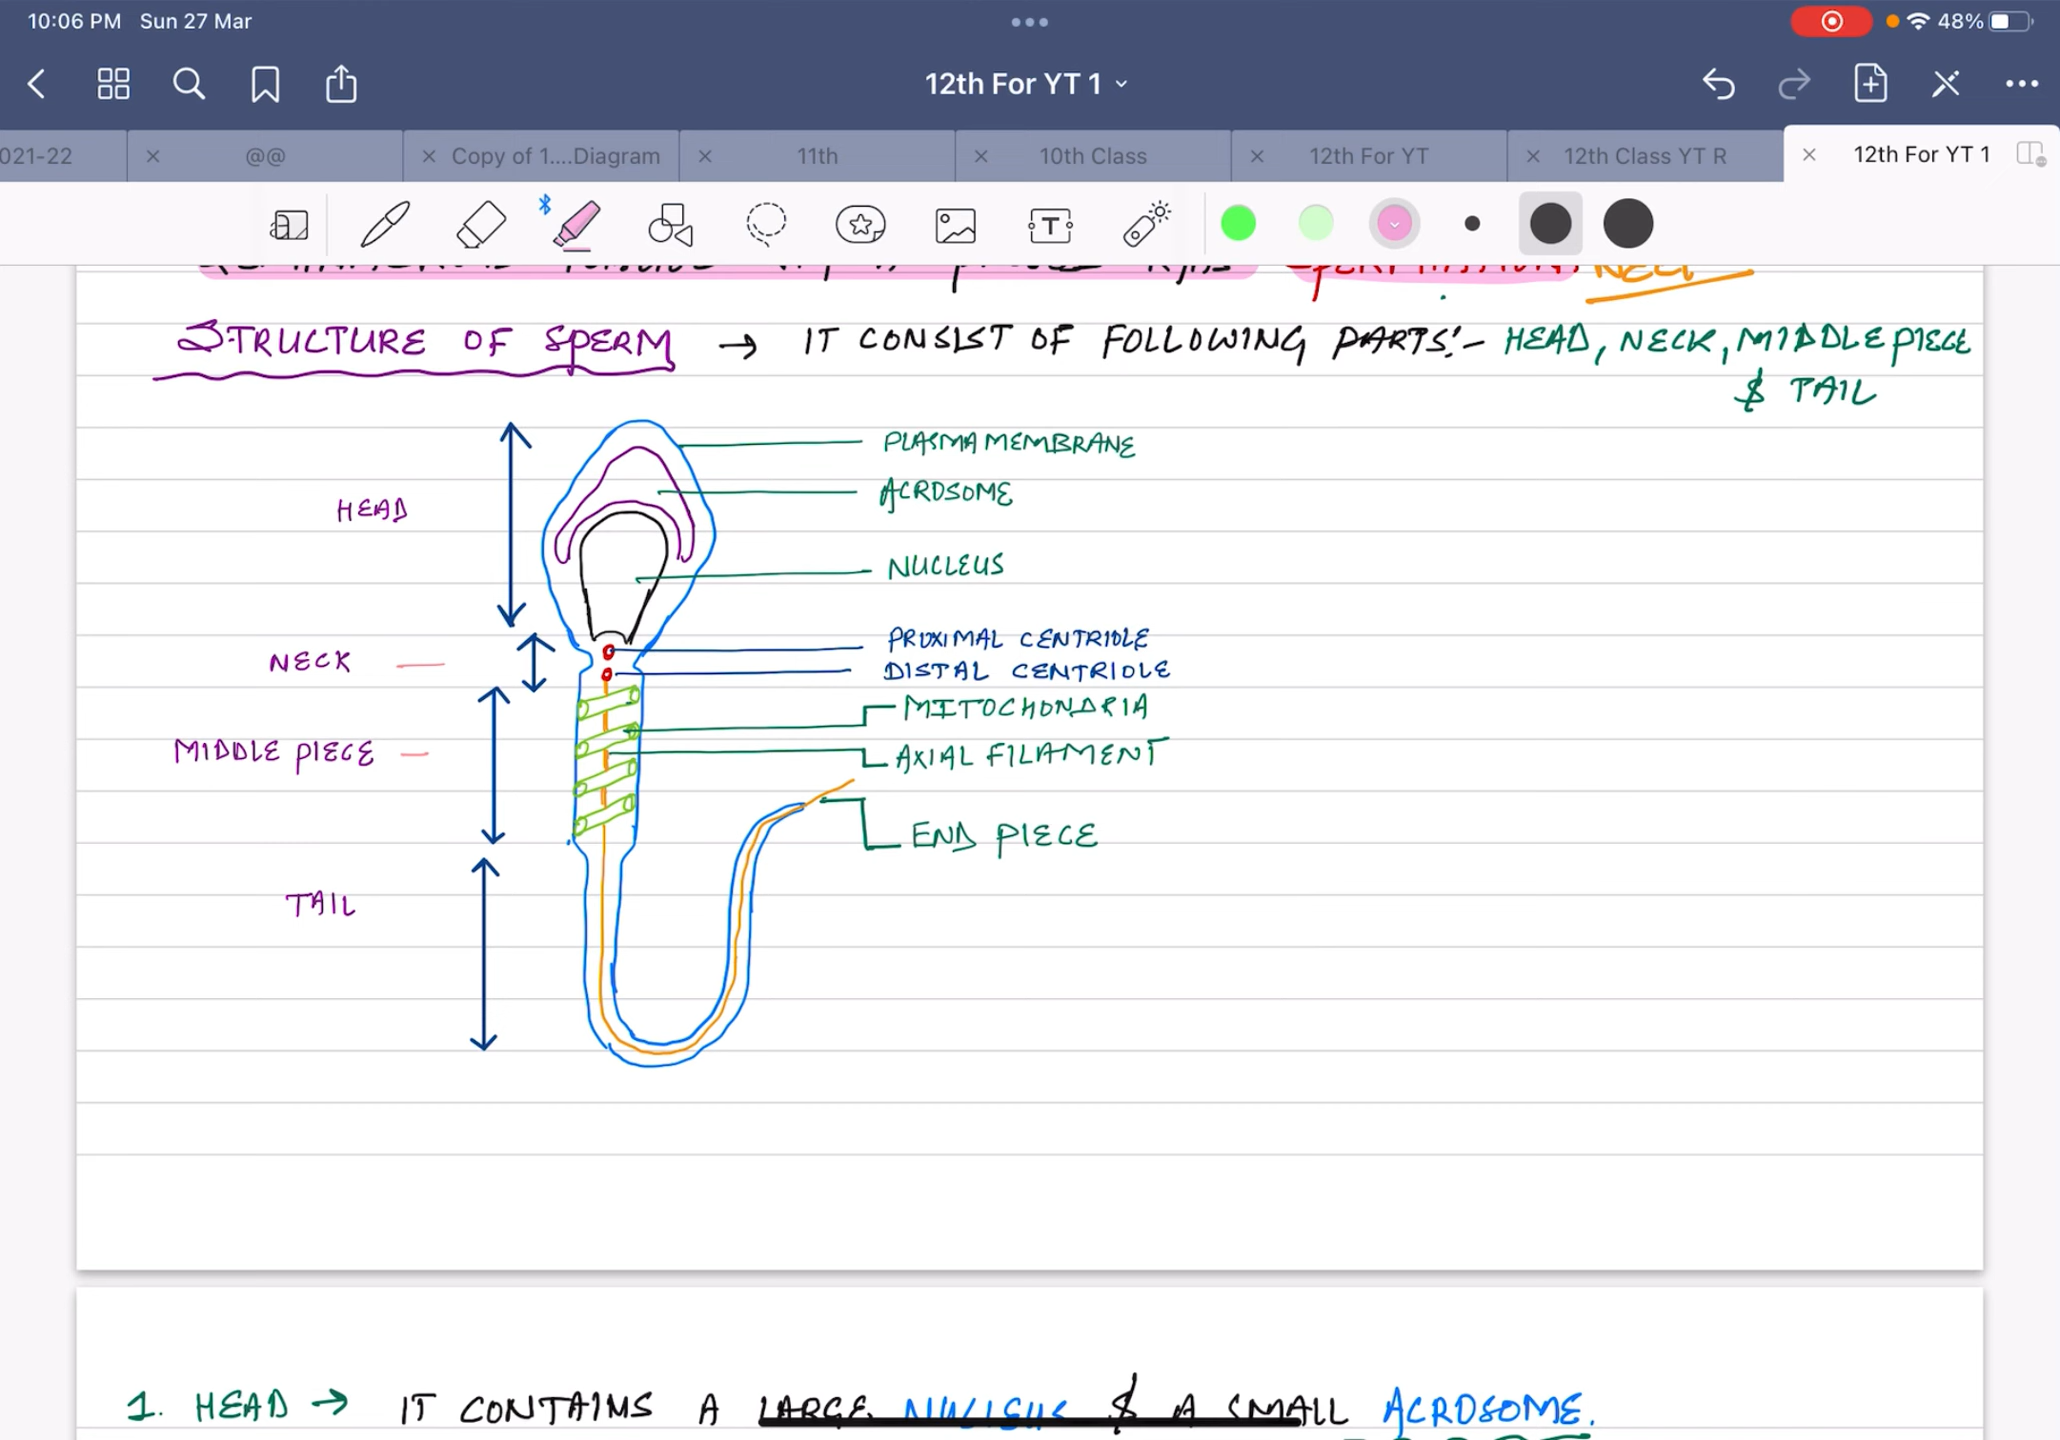 10:06 PM Sun 27 Mar
48%
12th For YT 1
021-22
@@
Copy of 1....Diagram
11th
10th Class
12th For YT
12th Class YT R
12th For YT 1
NECK
STRUCTURE OF SPERM → IT CONSIST OF FOLLOWING PARTS:- HEAD, NECK, MIDDLE PIECE
& TAIL
PLASMA MEMBRANE
ACROSOME
HEAD
NUCLEUS
PROXIMAL CENTRIOLE
NECK
DISTAL CENTRIOLE
MITOCHONDRIA
MIDDLE PIECE
AXIAL FILAMENT
END PIECE
TAIL
1. HEAD → IT CONTAINS A LARGE NUCLEUS & A SMALL ACROSOME.